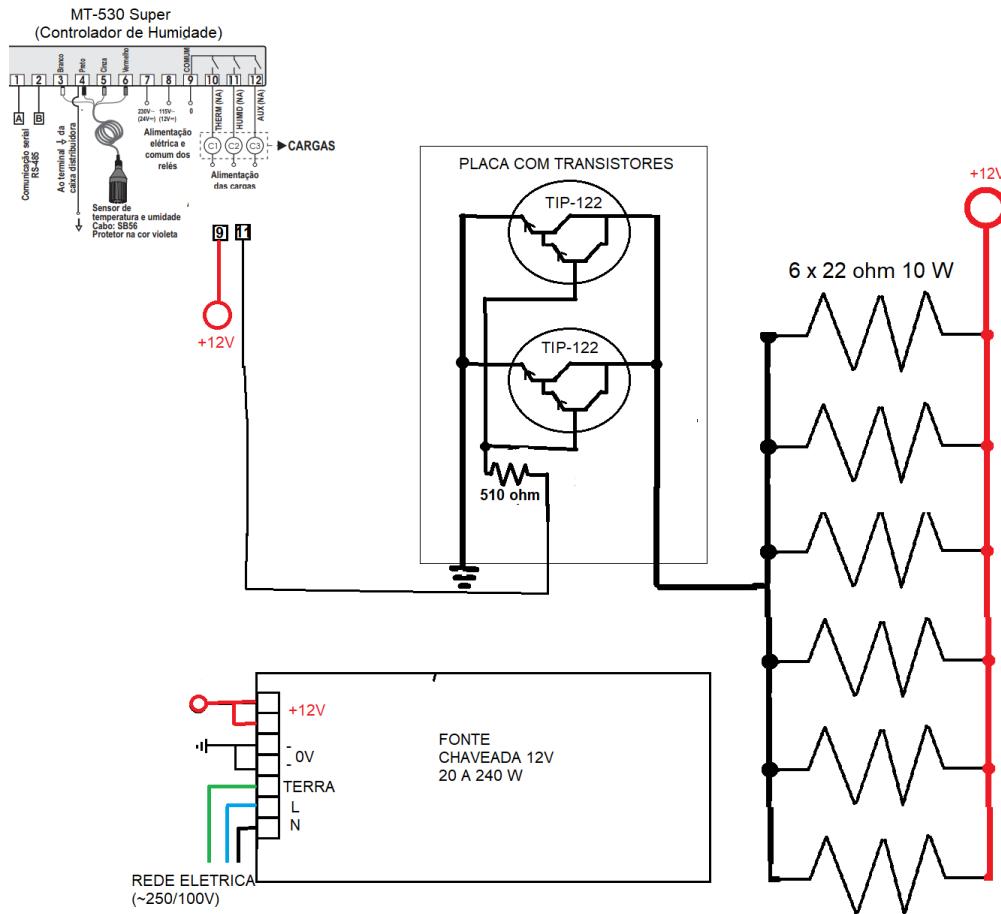 MT-530 Super
(Controlador de Humidade)
Branco
Preto
Cinza
Vermelho
COMUM
1
2
3
4
5
6
7
8
9
10
11
12
A
B
230V~
(24V=)
115V~
(12V=)
0
THERM (NA)
HUMID (NA)
AUX (NA)
Comunicação serial
RS-485
Ao terminal
da
caixa distribuidora
Alimentação
elétrica e
comum dos
relés
C1
C2
C3
CARGAS
Alimentação
das cargas
Sensor de
temperatura e umidade
Cabo: SB56
Protetor na cor violeta
9
11
+12V
PLACA COM TRANSISTORES
TIP-122
TIP-122
510 ohm
+12V
6 x 22 ohm 10 W
+12V
-
0V
-
TERRA
L
N
FONTE
CHAVEADA 12V
20 A 240 W
REDE ELETRICA
(~250/100V)